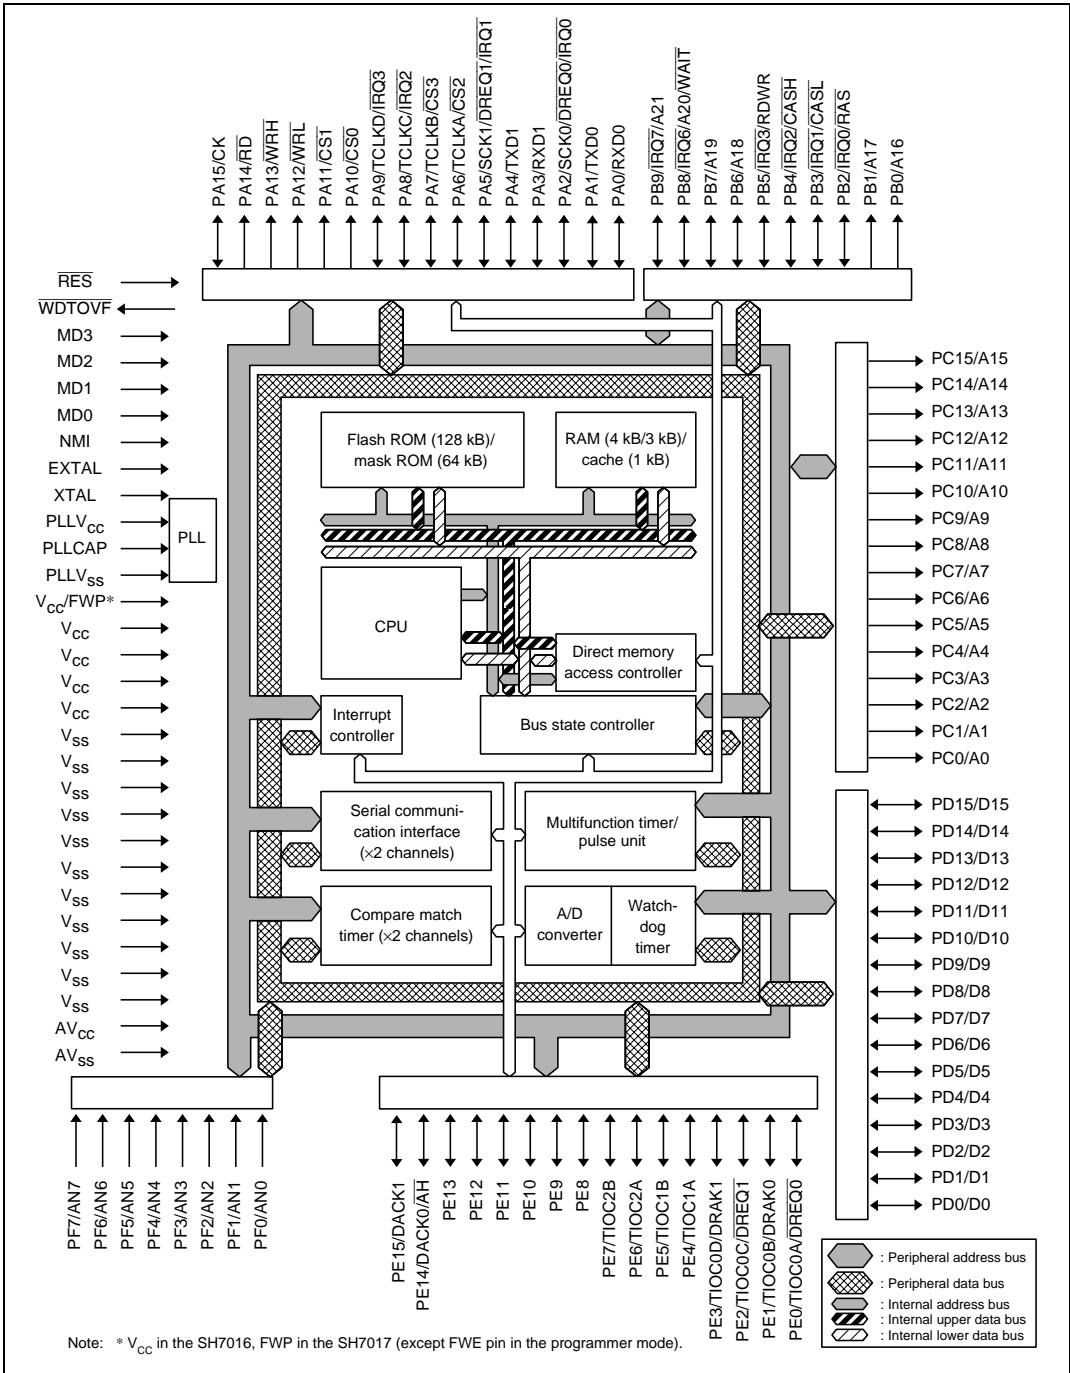 PA15/CK
PA14/RD
PA13/WRH
PA12/WRL
PA11/CS1
PA10/CS0
PA9/TCLKD/IRQ3
PA8/TCLKC/IRQ2
PA7/TCLKB/CS3
PA6/TCLKA/CS2
PA5/SCK1/DREQ1/IRQ1
PA4/TXD1
PA3/RXD1
PA2/SCK0/DREQ0/IRQ0
PA1/TXD0
PA0/RXD0
PB9/IRQ7/A21
PB8/IRQ6/A20/WAIT
PB7/A19
PB6/A18
PB5/IRQ3/RDWR
PB4/IRQ2/CASH
PB3/IRQ1/CASL
PB2/IRQ0/RAS
PB1/A17
PB0/A16
RES
WDTOVF
MD3
MD2
MD1
MD0
NMI
EXTAL
XTAL
PLLVCC
PLLCAP
PLLVSS
PLL
VCC/FWP*
VCC
VCC
VCC
VCC
VSS
VSS
VSS
Vss
Vss
VSS
VSS
VSS
VSS
VSS
VSS
AVCC
AVSS
Flash ROM (128 kB)/
mask ROM (64 kB)
RAM (4 kB/3 kB)/
cache (1 kB)
CPU
Direct memory
access controller
Interrupt
controller
Bus state controller
Serial communi-
cation interface
(×2 channels)
Multifunction timer/
pulse unit
Compare match
timer (×2 channels)
A/D
converter
Watch-
dog
timer
PC15/A15
PC14/A14
PC13/A13
PC12/A12
PC11/A11
PC10/A10
PC9/A9
PC8/A8
PC7/A7
PC6/A6
PC5/A5
PC4/A4
PC3/A3
PC2/A2
PC1/A1
PC0/A0
PD15/D15
PD14/D14
PD13/D13
PD12/D12
PD11/D11
PD10/D10
PD9/D9
PD8/D8
PD7/D7
PD6/D6
PD5/D5
PD4/D4
PD3/D3
PD2/D2
PD1/D1
PD0/D0
PF7/AN7
PF6/AN6
PF5/AN5
PF4/AN4
PF3/AN3
PF2/AN2
PF1/AN1
PF0/AN0
PE15/DACK1
PE14/DACK0/AH
PE13
PE12
PE11
PE10
PE9
PE8
PE7/TIOC2B
PE6/TIOC2A
PE5/TIOC1B
PE4/TIOC1A
PE3/TIOC0D/DRAK1
PE2/TIOC0C/DREQ1
PE1/TIOC0B/DRAK0
PE0/TIOC0A/DREQ0
: Peripheral address bus
: Peripheral data bus
: Internal address bus
: Internal upper data bus
: Internal lower data bus
Note: * VCC in the SH7016, FWP in the SH7017 (except FWE pin in the programmer mode).